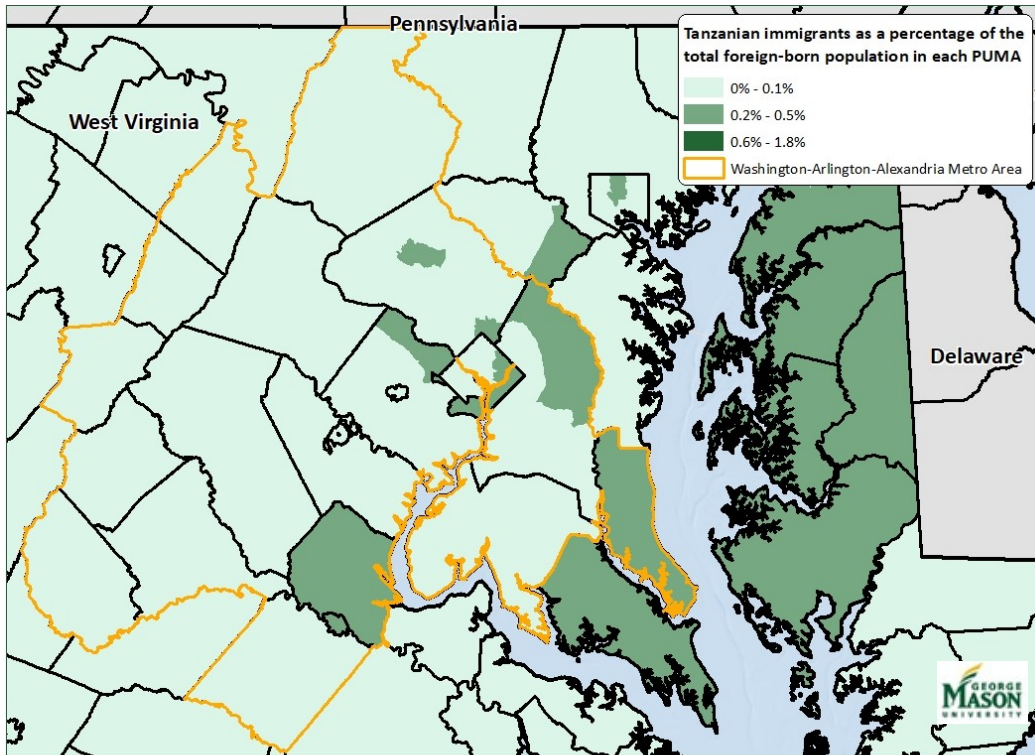 Pennsylvania
Tanzanian immigrants as a percentage of the
total foreign-born population in each PUMA
0% - 0.1%
0.2% - 0.5%
0.6% - 1.8%
Washington-Arlington-Alexandria Metro Area
West Virginia
Delaware
GEORGE
MASON
UNIVERSITY